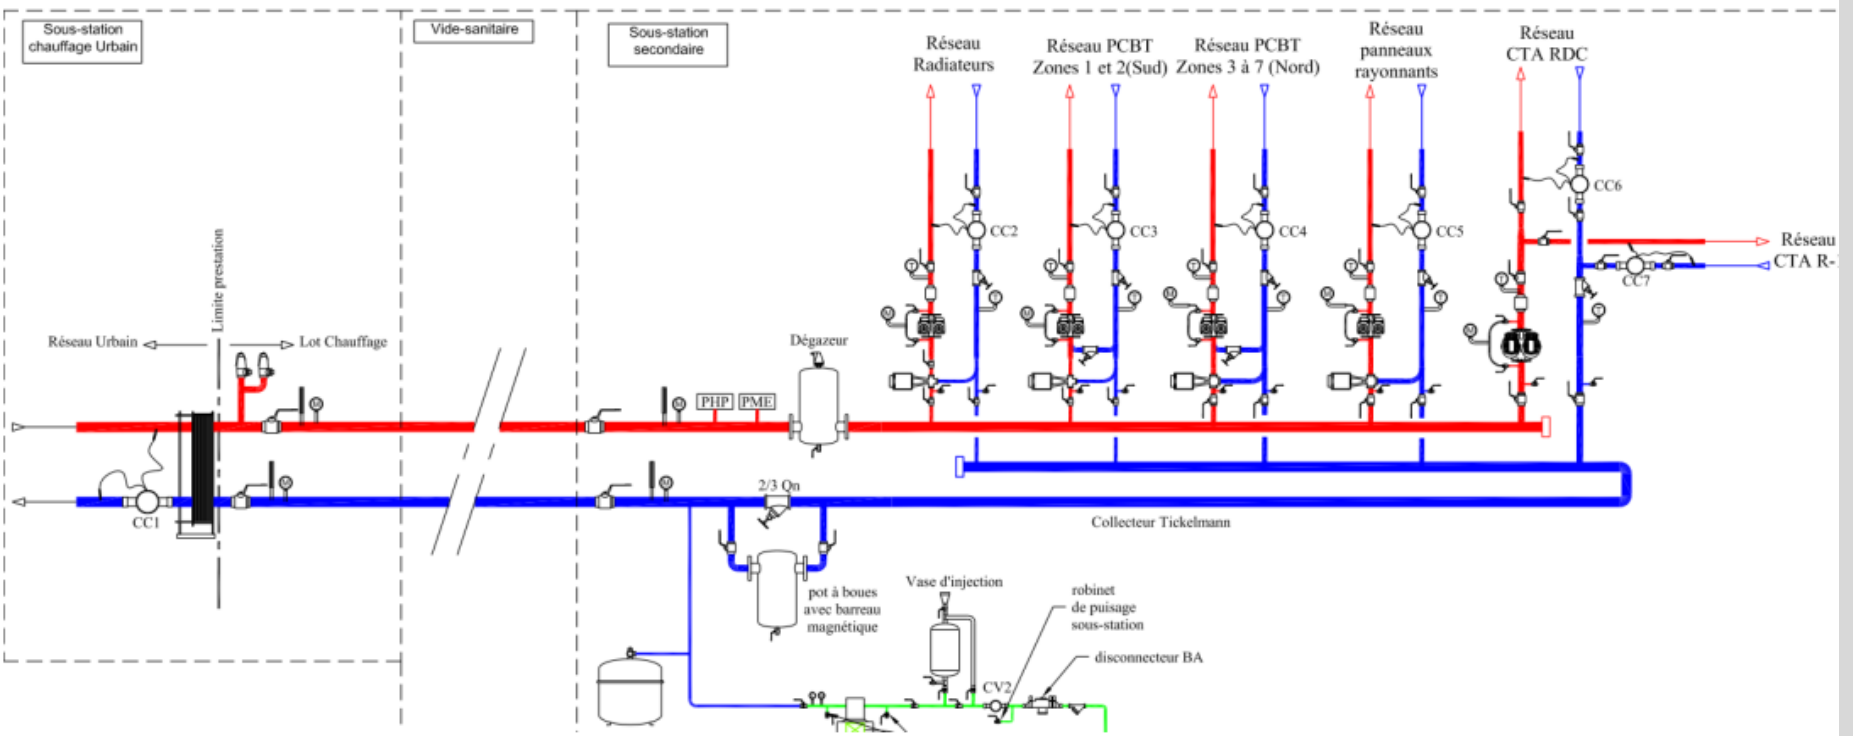 Sous-station
chauffage Urbain
Vide-sanitaire
Sous-station
secondaire
Réseau
Radiateurs
Réseau PCBT
Zones 1 et 2(Sud)
Réseau PCBT
Zones 3 à 7 (Nord)
Réseau
panneaux
rayonnants
Réseau
CTA RDC
CC2
CC3
CC4
CC5
CC6
Réseau
CTA R-
CC7
T
T
T
T
T
T
T
T
T
T
M
M
M
M
M
Limite prestation
Réseau Urbain
Lot Chauffage
Dégazeur
M
M
PHP
PME
M
M
CC1
2/3 Qn
Collecteur Tickelmann
pot à boues
avec barreau
magnétique
Vase d'injection
robinet
de puisage
sous-station
disconnecteur BA
CV2